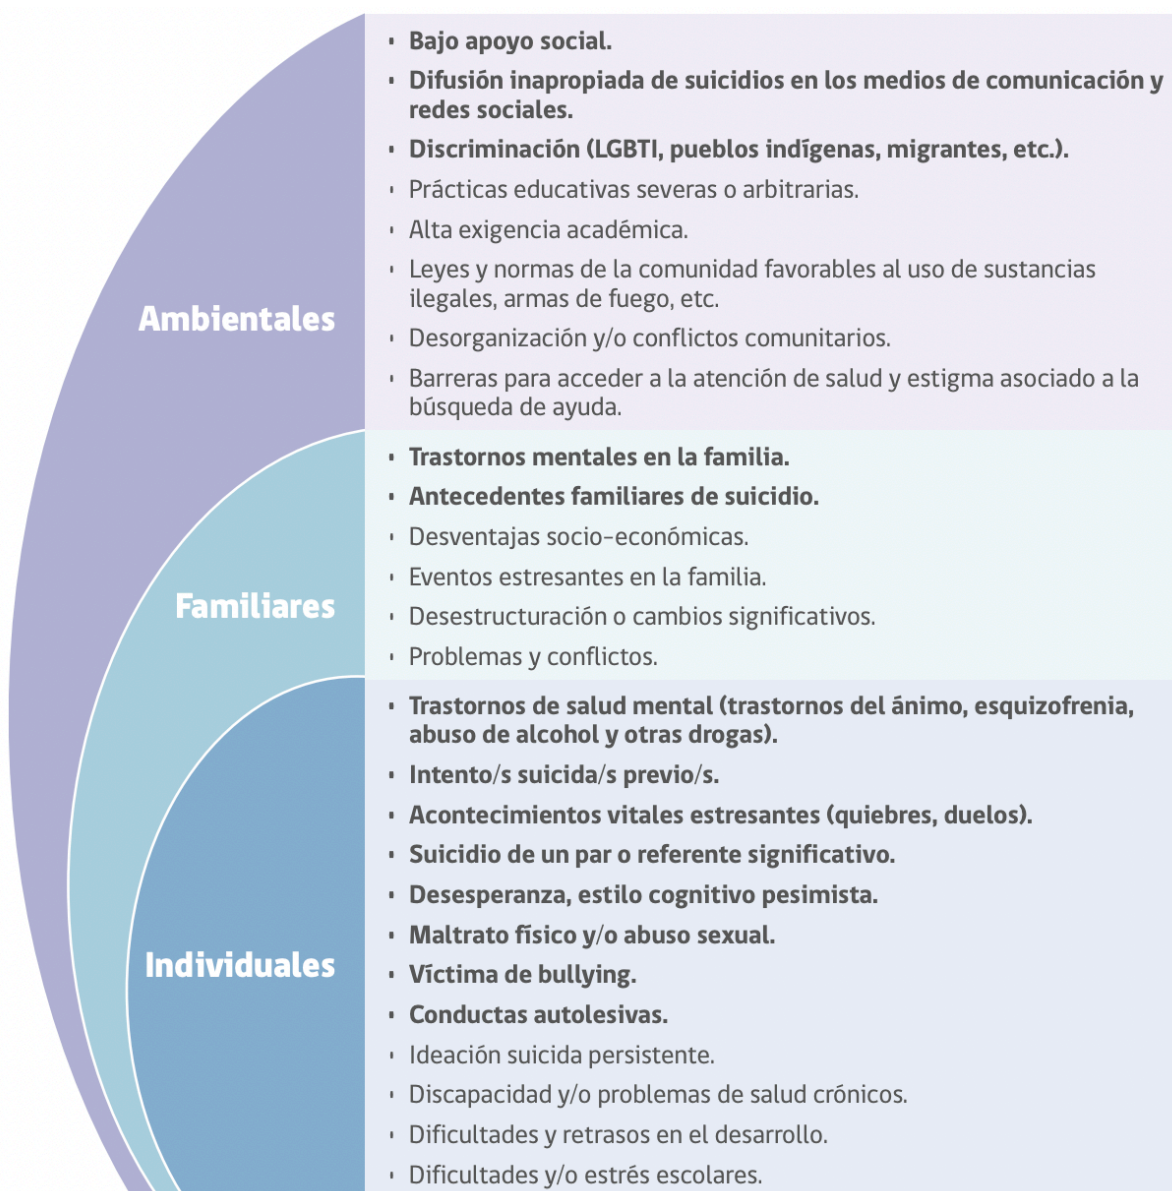 Ambientales
· Bajo apoyo social.
· Difusión inapropiada de suicidios en los medios de comunicación y
redes sociales.
· Discriminación (LGBTI, pueblos indígenas, migrantes, etc.).
· Prácticas educativas severas o arbitrarias.
· Alta exigencia académica.
· Leyes y normas de la comunidad favorables al uso de sustancias
ilegales, armas de fuego, etc.
· Desorganización y/o conflictos comunitarios.
· Barreras para acceder a la atención de salud y estigma asociado a la
búsqueda de ayuda.
Familiares
· Trastornos mentales en la familia.
· Antecedentes familiares de suicidio.
· Desventajas socio-económicas.
· Eventos estresantes en la familia.
· Desestructuración o cambios significativos.
· Problemas y conflictos.
Individuales
· Trastornos de salud mental (trastornos del ánimo, esquizofrenia,
abuso de alcohol y otras drogas).
· Intento/s suicida/s previo/s.
· Acontecimientos vitales estresantes (quiebres, duelos).
· Suicidio de un par o referente significativo.
· Desesperanza, estilo cognitivo pesimista.
· Maltrato físico y/o abuso sexual.
· Víctima de bullying.
· Conductas autolesivas.
· Ideación suicida persistente.
· Discapacidad y/o problemas de salud crónicos.
· Dificultades y retrasos en el desarrollo.
· Dificultades y/o estrés escolares.